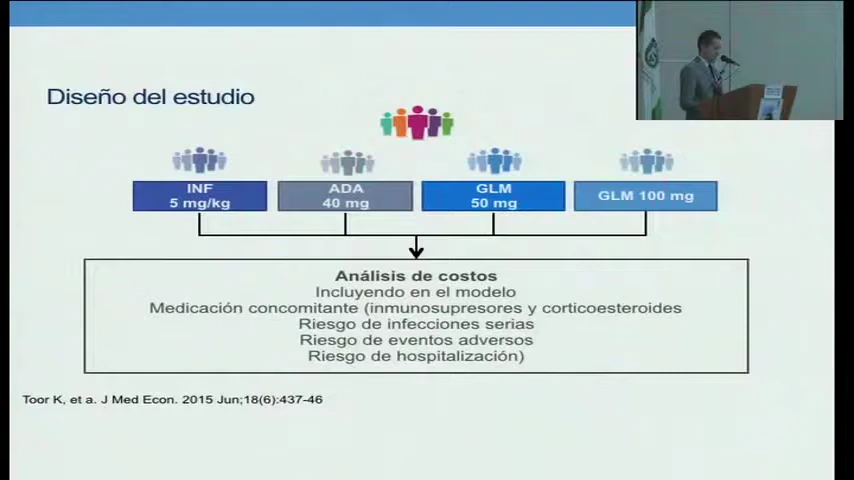 Diseño del estudio
INF
5 mg/kg
ADA
40 mg
GLM
50 mg
GLM 100 mg
Análisis de costos
Incluyendo en el modelo
Medicación concomitante (inmunosupresores y corticoesteroides
Riesgo de infecciones serias
Riesgo de eventos adversos
Riesgo de hospitalización)
Toor K, et a. J Med Econ. 2015 Jun;18(6):437-46